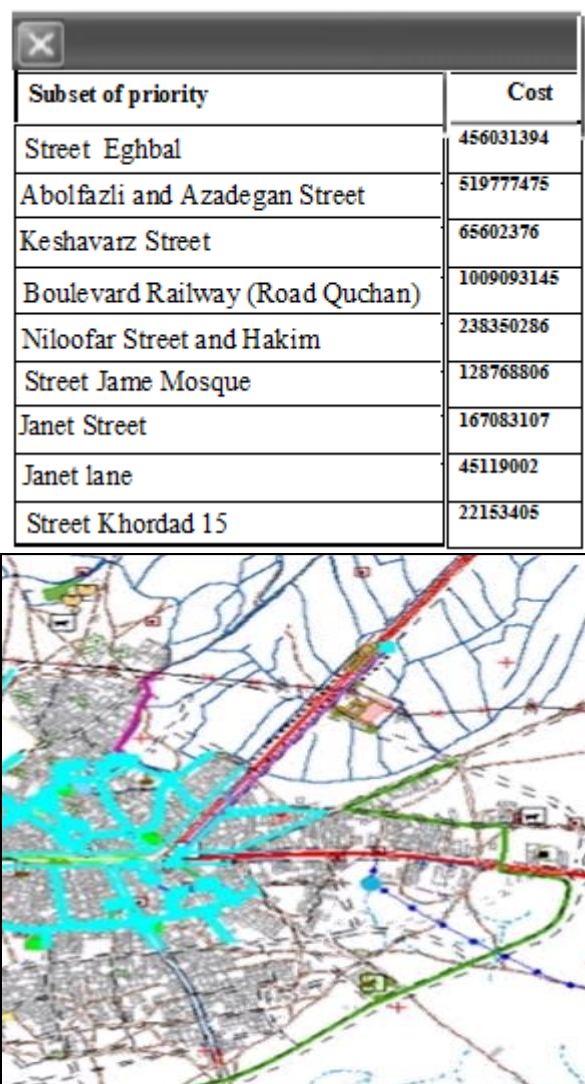 Subset of priority Cost
Street Eghbal 456031394
Abolfazli and Azadegan Street 519777475
Keshavarz Street 65602376
Boulevard Railway (Road Quchan) 1009093145
Niloofar Street and Hakim 238350286
Street Jame Mosque 128768806
Janet Street 167083107
Janet lane 45119002
Street Khordad 15 22153405